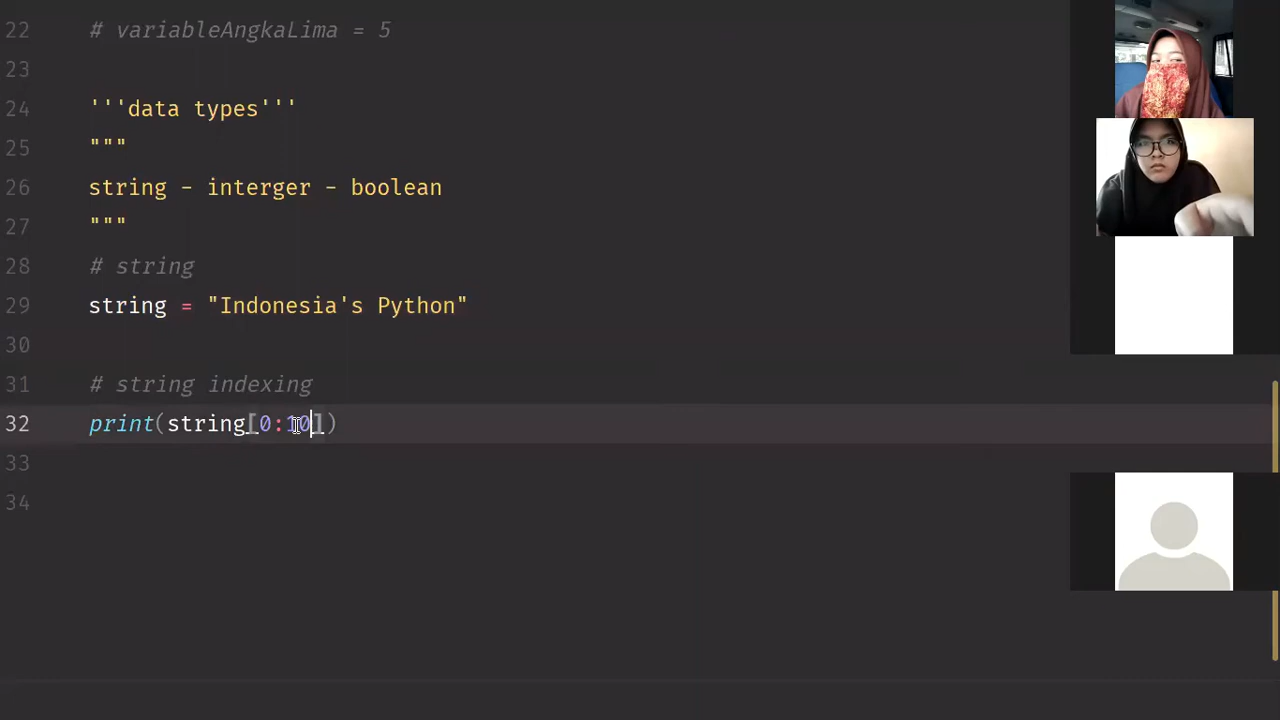 22 # variableAngkaLima = 5
23
24 '''data types'''
25 """
26 string - interger - boolean
27 """
28 # string
29 string = "Indonesia's Python"
30
31 # string indexing
32 print(string[0:10])
33
34